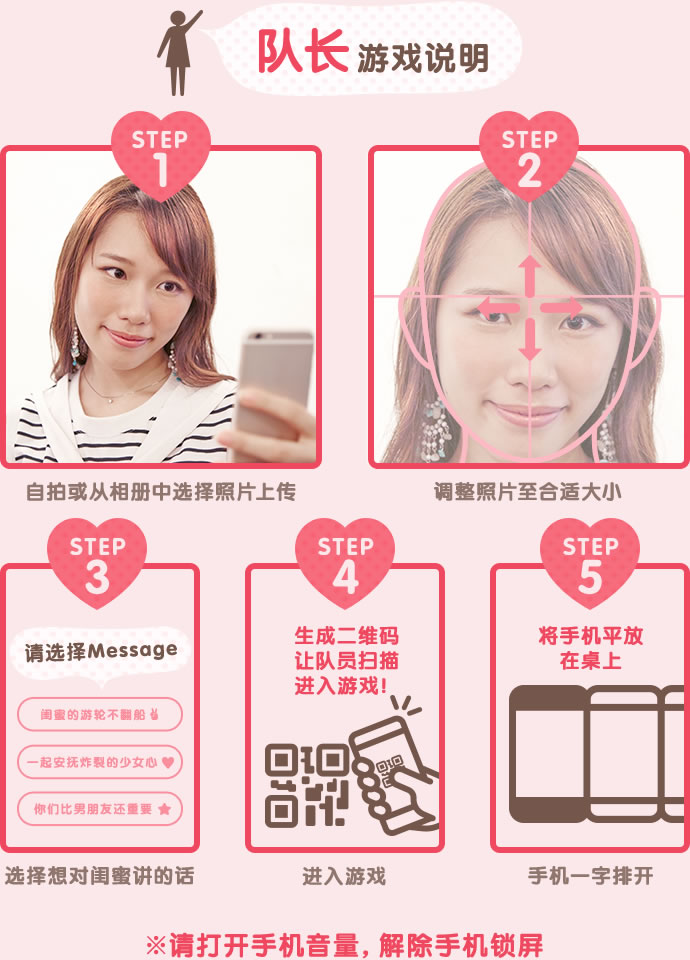 队长 游戏说明
STEP
1
STEP
2
自拍或从相册中选择照片上传
调整照片至合适大小
STEP
3
请选择Message
闺蜜的游轮不翻船
一起安抚炸裂的少女心
你们比男朋友还重要
选择想对闺蜜讲的话
STEP
4
生成二维码
让队员扫描
进入游戏!
进入游戏
STEP
5
将手机平放
在桌上
手机一字排开
※请打开手机音量, 解除手机锁屏